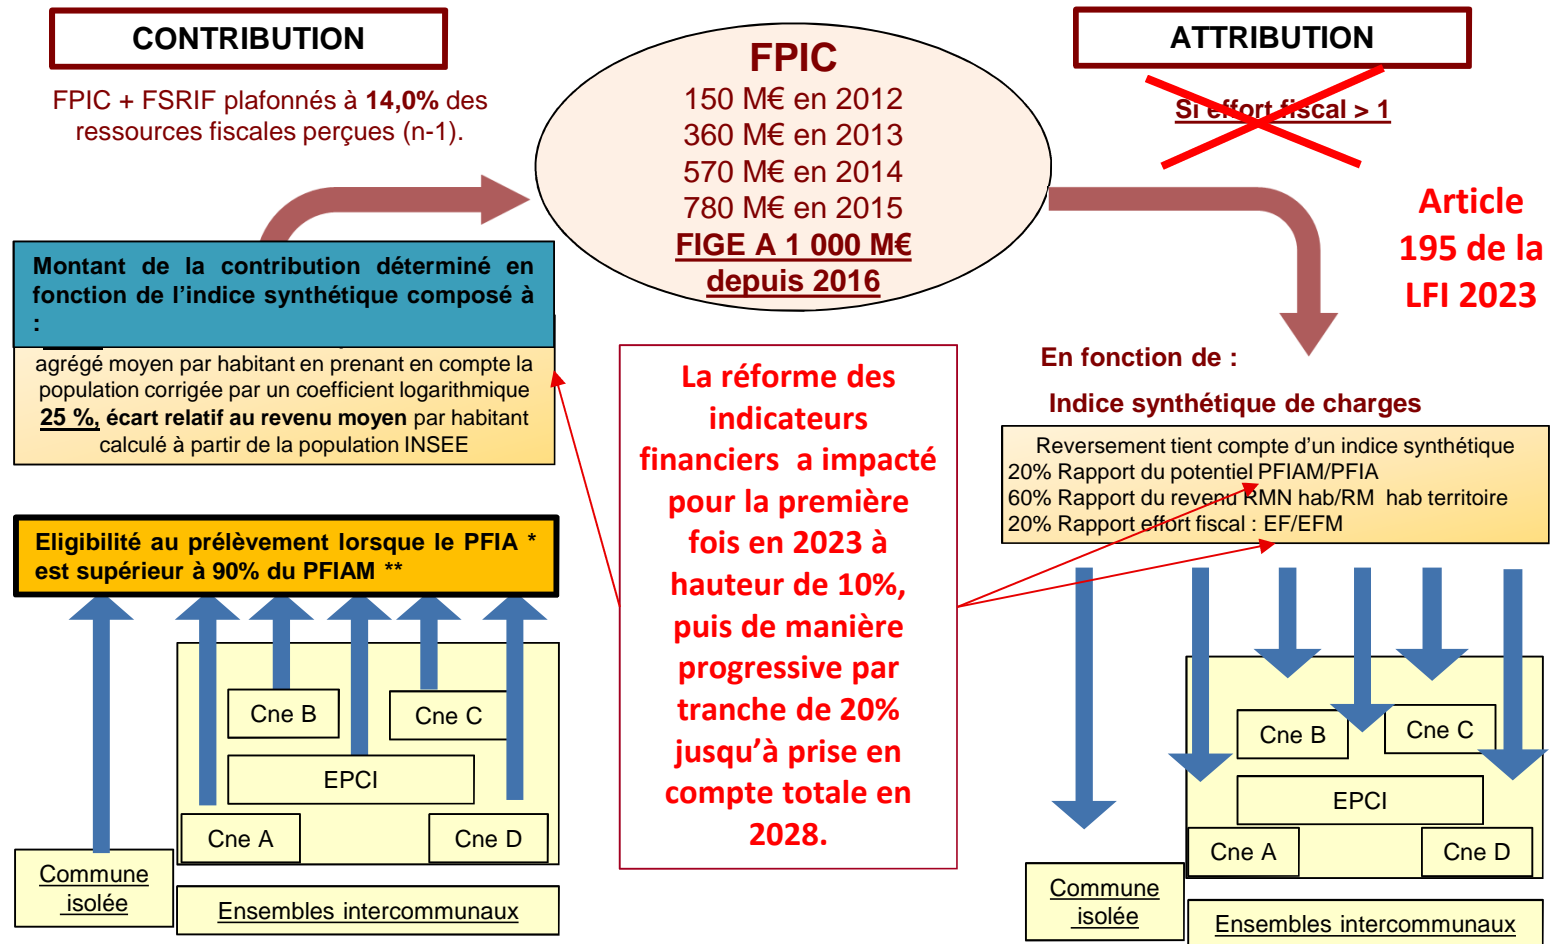 CONTRIBUTION
FPIC + FSRIF plafonnés à 14,0% des
ressources fiscales perçues (n-1).
FPIC
150 M€ en 2012
360 M€ en 2013
570 M€ en 2014
780 M€ en 2015
FIGE A 1 000 M€
depuis 2016
ATTRIBUTION
Si effort fiscal > 1
Article
195 de la
LFI 2023
Montant de la contribution déterminé en
fonction de l’indice synthétique composé à
:
agrégé moyen par habitant en prenant en compte la
population corrigée par un coefficient logarithmique
25 %, écart relatif au revenu moyen par habitant
calculé à partir de la population INSEE
Eligibilité au prélèvement lorsque le PFIA *
est supérieur à 90% du PFIAM **
Cne B
Cne C
EPCI
Cne A
Cne D
Commune
isolée
Ensembles intercommunaux
La réforme des
indicateurs
financiers a impacté
pour la première
fois en 2023 à
hauteur de 10%,
puis de manière
progressive par
tranche de 20%
jusqu’à prise en
compte totale en
2028.
En fonction de :
Indice synthétique de charges
Reversement tient compte d’un indice synthétique
20% Rapport du potentiel PFIAM/PFIA
60% Rapport du revenu RMN hab/RM hab territoire
20% Rapport effort fiscal : EF/EFM
Cne B
Cne C
EPCI
Cne A
Cne D
Commune
isolée
Ensembles intercommunaux